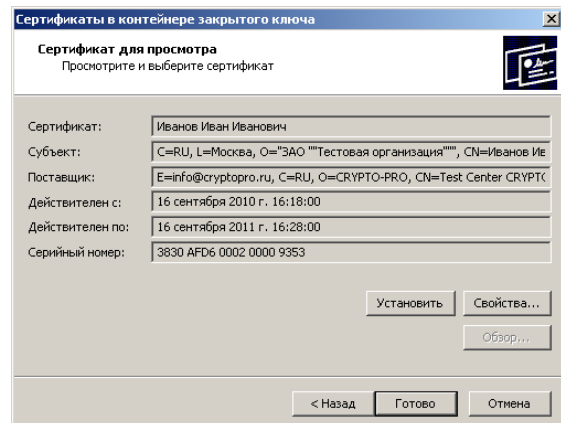 Сертификаты в контейнере закрытого ключа
Сертификат для просмотра
Просмотрите и выберите сертификат
Сертификат: Иванов Иван Иванович
Субъект: C=RU, L=Москва, O="ЗАО ""Тестовая организация""", CN=Иванов Ив
Поставщик: E=info@cryptopro.ru, C=RU, O=CRYPTO-PRO, CN=Test Center CRYPTO
Действителен с: 16 сентября 2010 г. 16:18:00
Действителен по: 16 сентября 2011 г. 16:28:00
Серийный номер: 3830 AFD6 0002 0000 9353
Установить Свойства...
Обзор...
< Назад Готово Отмена